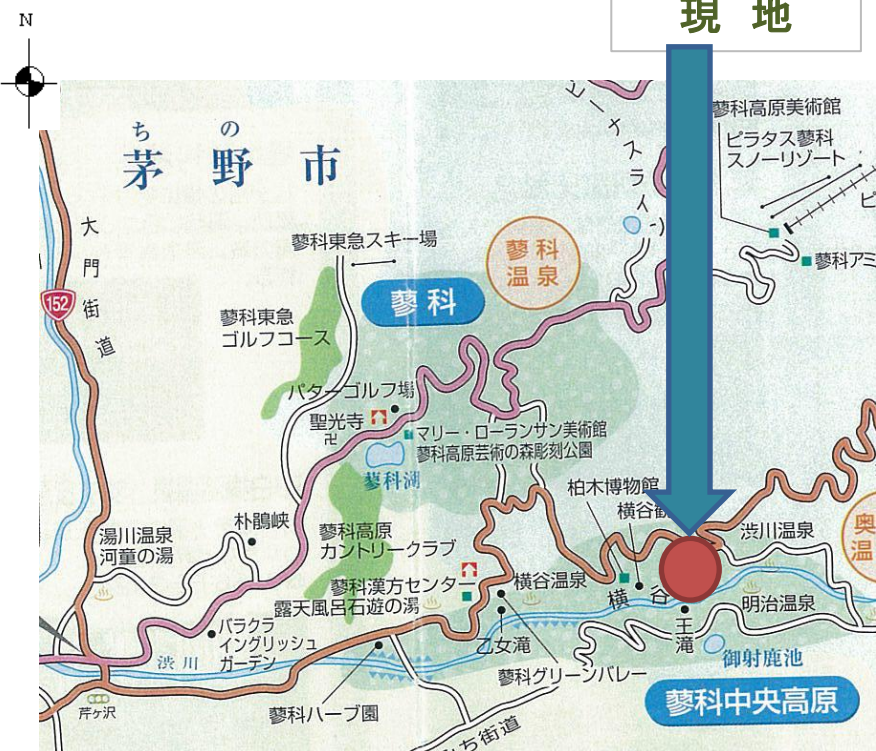 N
現 地
ち の
茅 野 市
ビーナスライン
蓼科高原美術館
ピラタス蓼科
スノーリゾート
ピ
大門街道
蓼科東急スキー場
蓼科
温泉
蓼科アミ
蓼科
152
蓼科東急
ゴルフコース
パターゴルフ場
聖光寺
卍
マリー・ローランサン美術館
蓼科高原芸術の森彫刻公園
蓼科湖
柏木博物館
横谷観
朴鵑峡
湯川温泉
河童の湯
蓼科高原
カントリークラブ
渋川温泉
奥
温
蓼科漢方センター
露天風呂石遊の湯
横谷温泉
横谷
明治温泉
バラクラ
イングリッシュ
ガーデン
渋川
乙女滝
王滝
御射鹿池
蓼科グリーンバレー
芹ヶ沢
蓼科ハーブ園
蓼科中央高原
ち街道